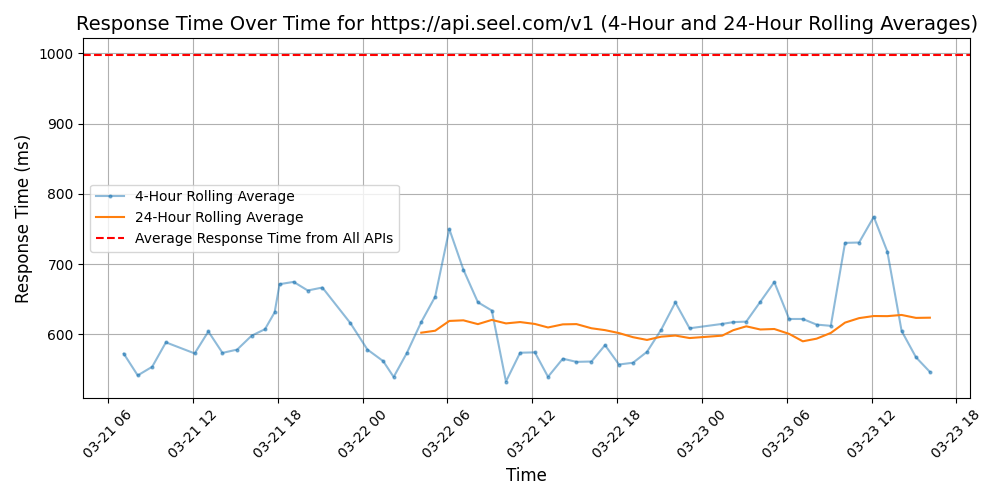 Response Time Over Time for https://api.seel.com/v1 (4-Hour and 24-Hour Rolling Averages)
Response Time (ms)
1000
900
800
700
600
4-Hour Rolling Average
24-Hour Rolling Average
Average Response Time from All APIs
03-21 06
03-21 12
03-21 18
03-22 00
03-22 06
03-22 12
03-22 18
03-23 00
03-23 06
03-23 12
03-23 18
Time